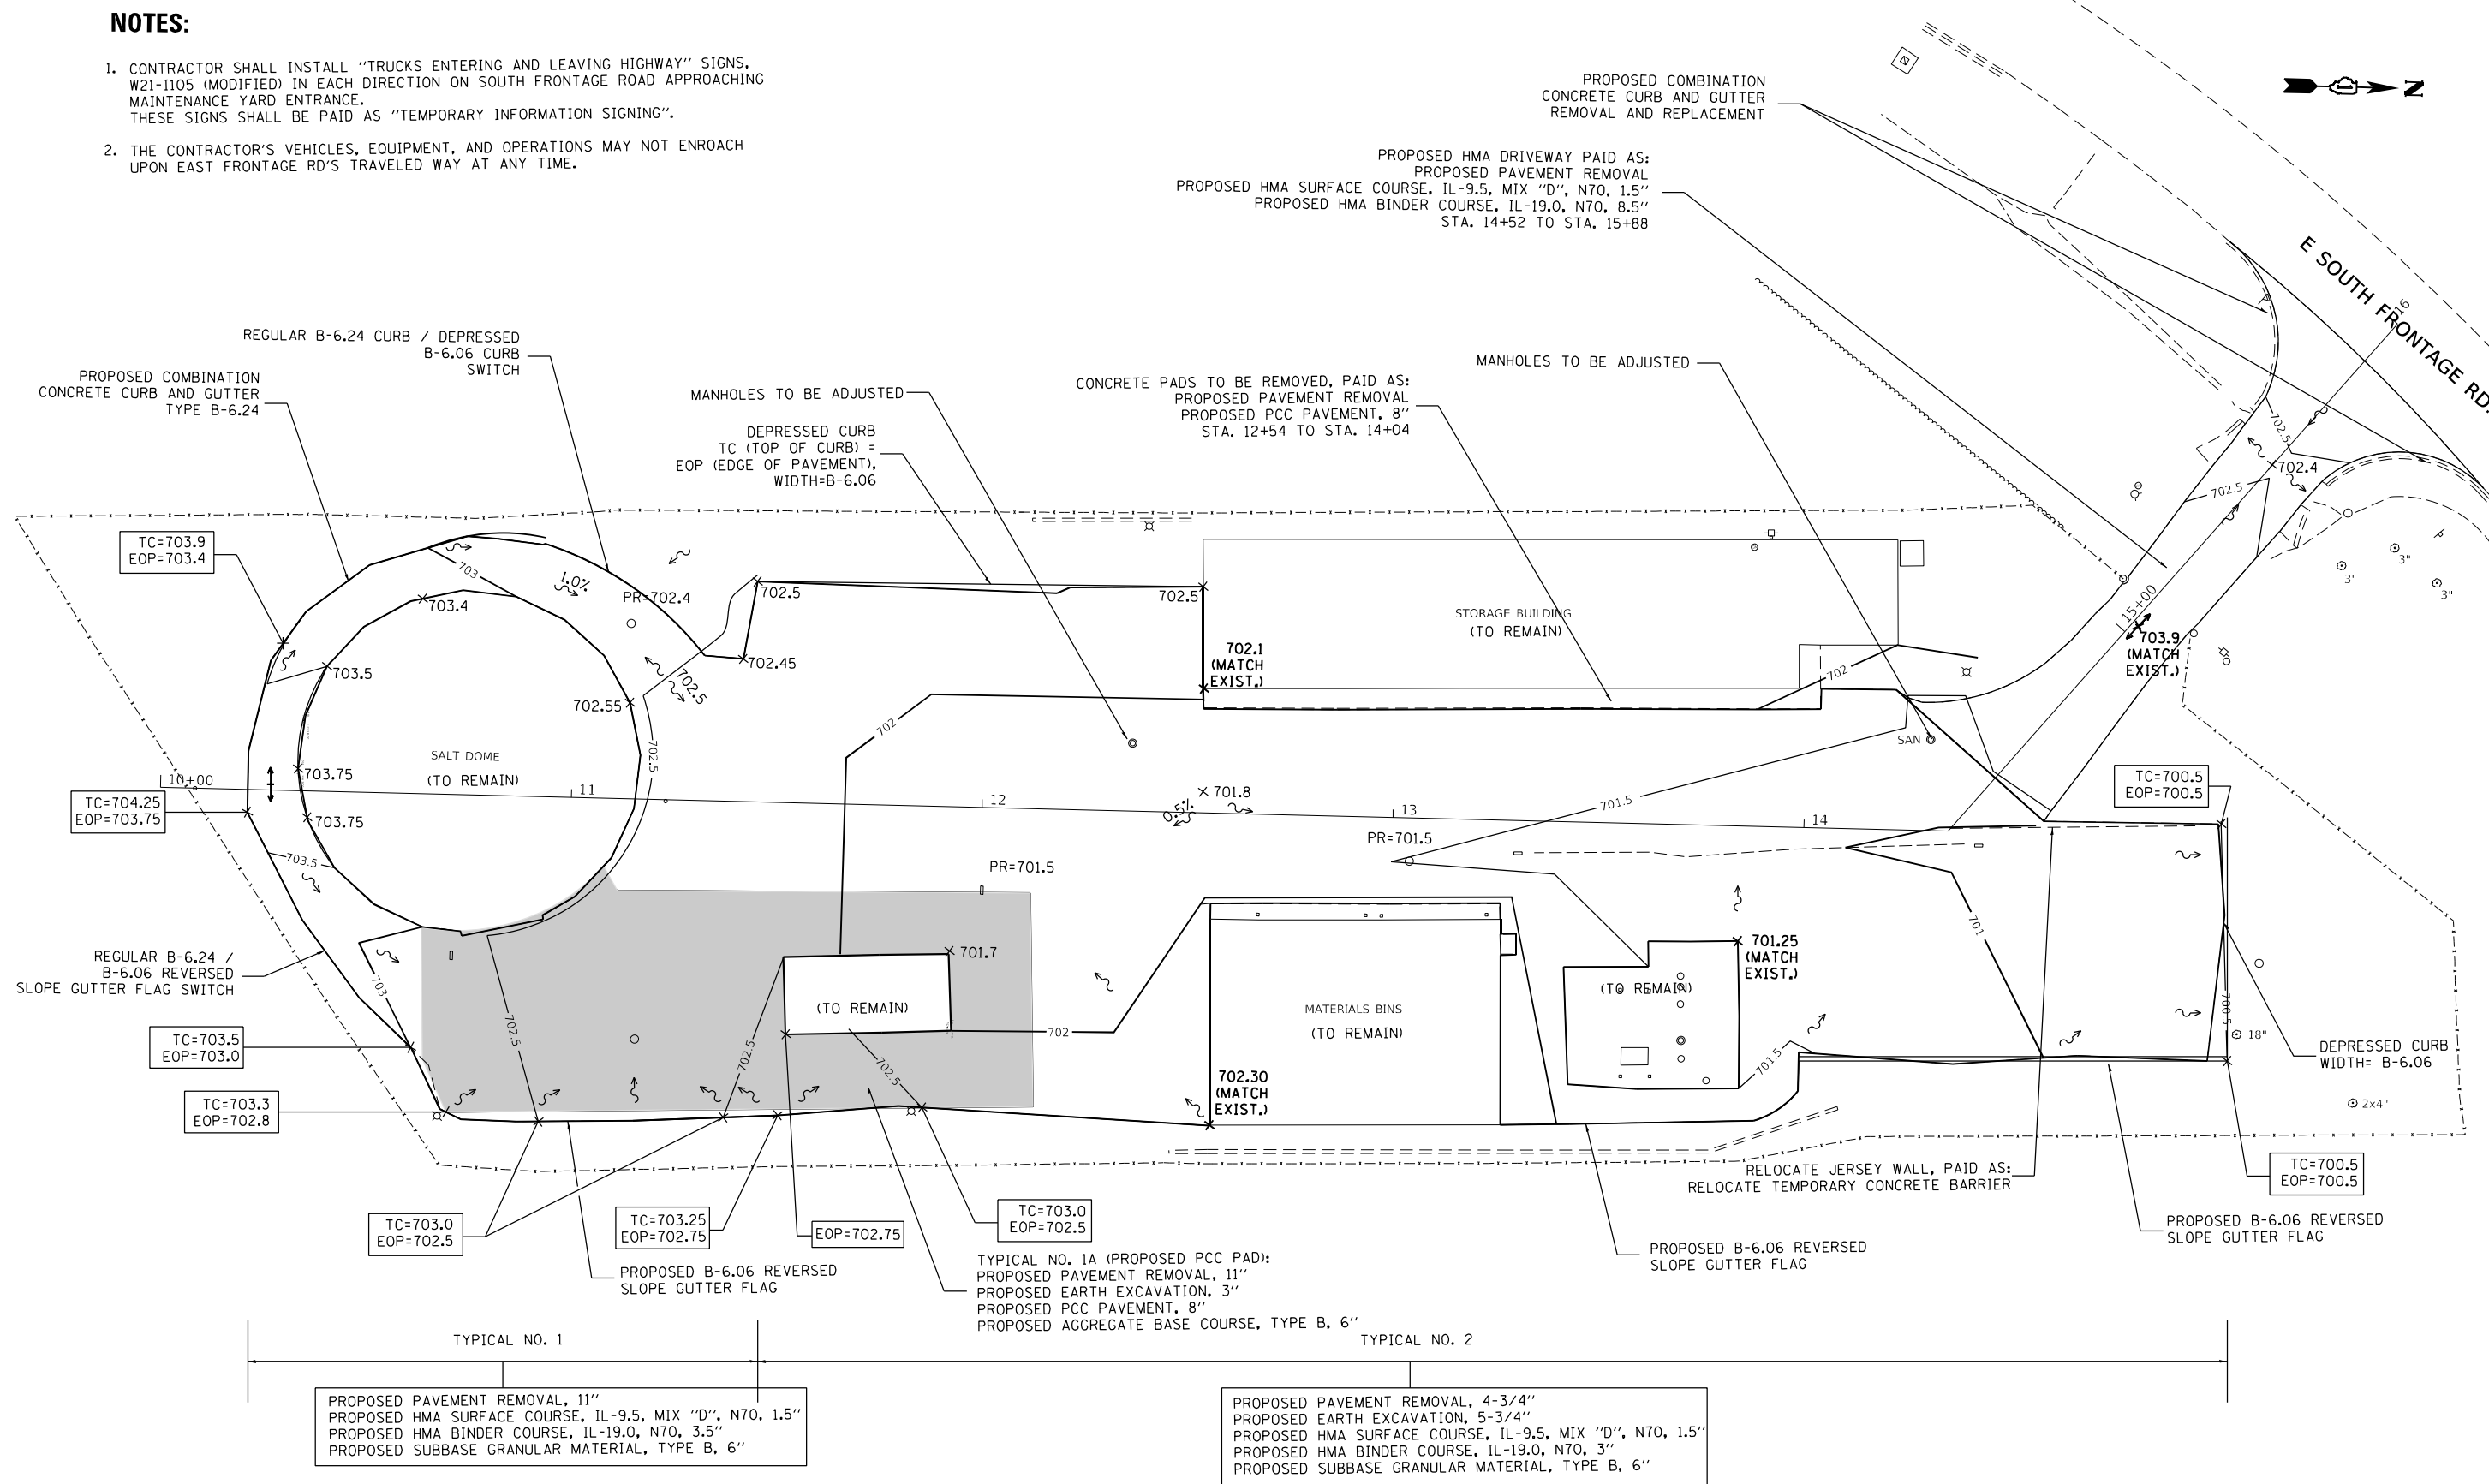 NOTES:
1. CONTRACTOR SHALL INSTALL "TRUCKS ENTERING AND LEAVING HIGHWAY" SIGNS,
W21-I105 (MODIFIED) IN EACH DIRECTION ON SOUTH FRONTAGE ROAD APPROACHING
MAINTENANCE YARD ENTRANCE.
THESE SIGNS SHALL BE PAID AS "TEMPORARY INFORMATION SIGNING".
2. THE CONTRACTOR'S VEHICLES, EQUIPMENT, AND OPERATIONS MAY NOT ENROACH
UPON EAST FRONTAGE RD'S TRAVELED WAY AT ANY TIME.
PROPOSED COMBINATION
CONCRETE CURB AND GUTTER
REMOVAL AND REPLACEMENT
N
PROPOSED HMA DRIVEWAY PAID AS:
PROPOSED PAVEMENT REMOVAL
PROPOSED HMA SURFACE COURSE, IL-9.5, MIX "D", N70, 1.5"
PROPOSED HMA BINDER COURSE, IL-19.0, N70, 8.5"
STA. 14+52 TO STA. 15+88
E SOUTH FRONTAGE RD.
16
REGULAR B-6.24 CURB / DEPRESSED
B-6.06 CURB
SWITCH
PROPOSED COMBINATION
CONCRETE CURB AND GUTTER
TYPE B-6.24
MANHOLES TO BE ADJUSTED
DEPRESSED CURB
TC (TOP OF CURB) =
EOP (EDGE OF PAVEMENT),
WIDTH=B-6.06
CONCRETE PADS TO BE REMOVED, PAID AS:
PROPOSED PAVEMENT REMOVAL
PROPOSED PCC PAVEMENT, 8"
STA. 12+54 TO STA. 14+04
MANHOLES TO BE ADJUSTED
702.5
702.4
702.5
TC=703.9
EOP=703.4
703
1.0%
PR=702.4
703.4
702.5
702.5
702.45
703.5
702.55
702.5
702.5
SALT DOME
(TO REMAIN)
703.75
703.75
10+00
11
12
13
14
15+00
STORAGE BUILDING
(TO REMAIN)
702.1
(MATCH
EXIST.)
702
702
SAN
703.9
(MATCH
EXIST.)
3"
3"
3"
TC=704.25
EOP=703.75
703.5
701.8
0.5%
701.5
PR=701.5
PR=701.5
TC=700.5
EOP=700.5
REGULAR B-6.24 /
B-6.06 REVERSED
SLOPE GUTTER FLAG SWITCH
703
702.5
702.5
702.5
701.7
(TO REMAIN)
702
MATERIALS BINS
(TO REMAIN)
702.30
(MATCH
EXIST.)
(TO REMAIN)
701.25
(MATCH
EXIST.)
701.5
701
700.5
18"
DEPRESSED CURB
WIDTH= B-6.06
2x4"
TC=703.5
EOP=703.0
TC=703.3
EOP=702.8
TC=703.0
EOP=702.5
TC=703.25
EOP=702.75
EOP=702.75
TC=703.0
EOP=702.5
RELOCATE JERSEY WALL, PAID AS:
RELOCATE TEMPORARY CONCRETE BARRIER
TC=700.5
EOP=700.5
PROPOSED B-6.06 REVERSED
SLOPE GUTTER FLAG
PROPOSED B-6.06 REVERSED
SLOPE GUTTER FLAG
PROPOSED B-6.06 REVERSED
SLOPE GUTTER FLAG
TYPICAL NO. 1A (PROPOSED PCC PAD):
PROPOSED PAVEMENT REMOVAL, 11"
PROPOSED EARTH EXCAVATION, 3"
PROPOSED PCC PAVEMENT, 8"
PROPOSED AGGREGATE BASE COURSE, TYPE B, 6"
TYPICAL NO. 1
TYPICAL NO. 2
PROPOSED PAVEMENT REMOVAL, 11"
PROPOSED HMA SURFACE COURSE, IL-9.5, MIX "D", N70, 1.5"
PROPOSED HMA BINDER COURSE, IL-19.0, N70, 3.5"
PROPOSED SUBBASE GRANULAR MATERIAL, TYPE B, 6"
PROPOSED PAVEMENT REMOVAL, 4-3/4"
PROPOSED EARTH EXCAVATION, 5-3/4"
PROPOSED HMA SURFACE COURSE, IL-9.5, MIX "D", N70, 1.5"
PROPOSED HMA BINDER COURSE, IL-19.0, N70, 3"
PROPOSED SUBBASE GRANULAR MATERIAL, TYPE B, 6"